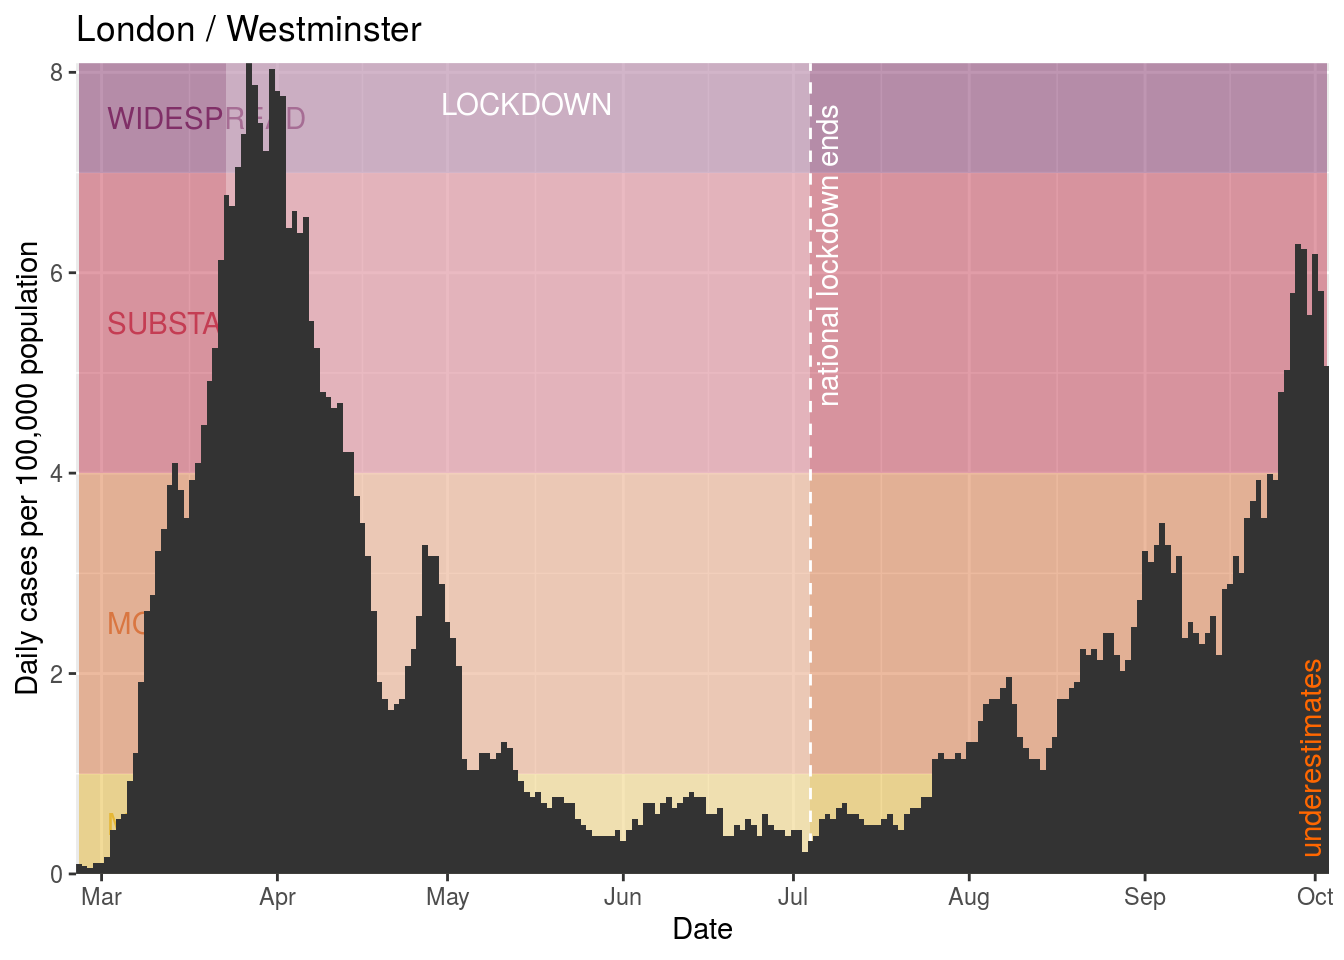 London / Westminster
Daily cases per 100,000 population
8
6
4
2
0
WIDESPREAD
LOCKDOWN
SUBSTA
MO
national lockdown ends
underestimates
Mar
Apr
May
Jun
Jul
Aug
Sep
Oct
Date